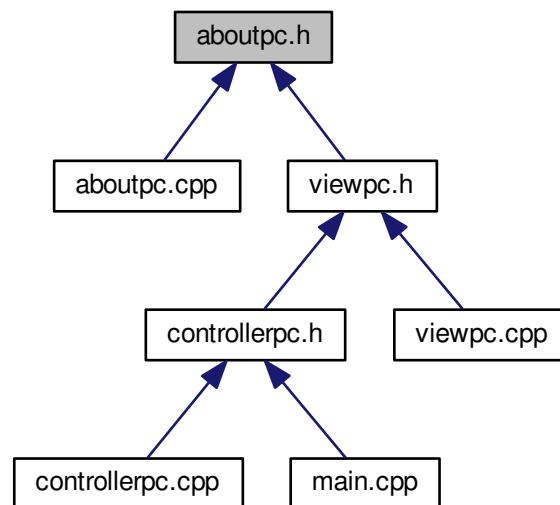 aboutpc.h
aboutpc.cpp
viewpc.h
controllerpc.h
viewpc.cpp
controllerpc.cpp
main.cpp